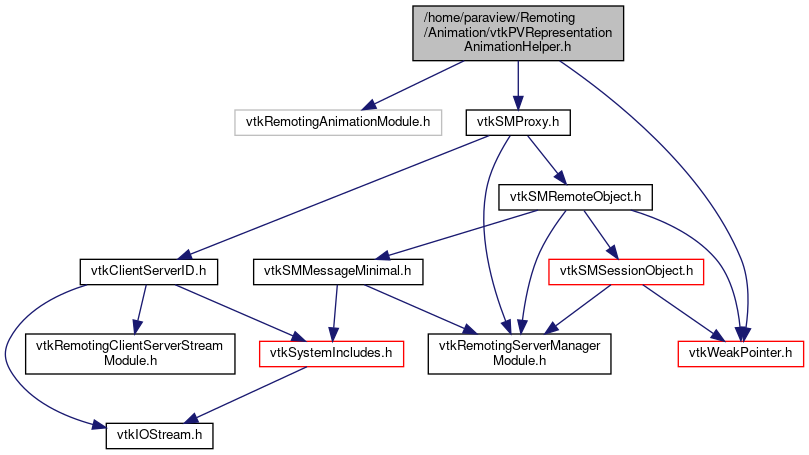 /home/paraview/Remoting
/Animation/vtkPVRepresentation
AnimationHelper.h
vtkRemotingAnimationModule.h
vtkSMProxy.h
vtkSMRemoteObject.h
vtkClientServerID.h
vtkSMMessageMinimal.h
vtkSMSessionObject.h
vtkRemotingClientServerStream
Module.h
vtkSystemIncludes.h
vtkRemotingServerManager
Module.h
vtkWeakPointer.h
vtkIOStream.h